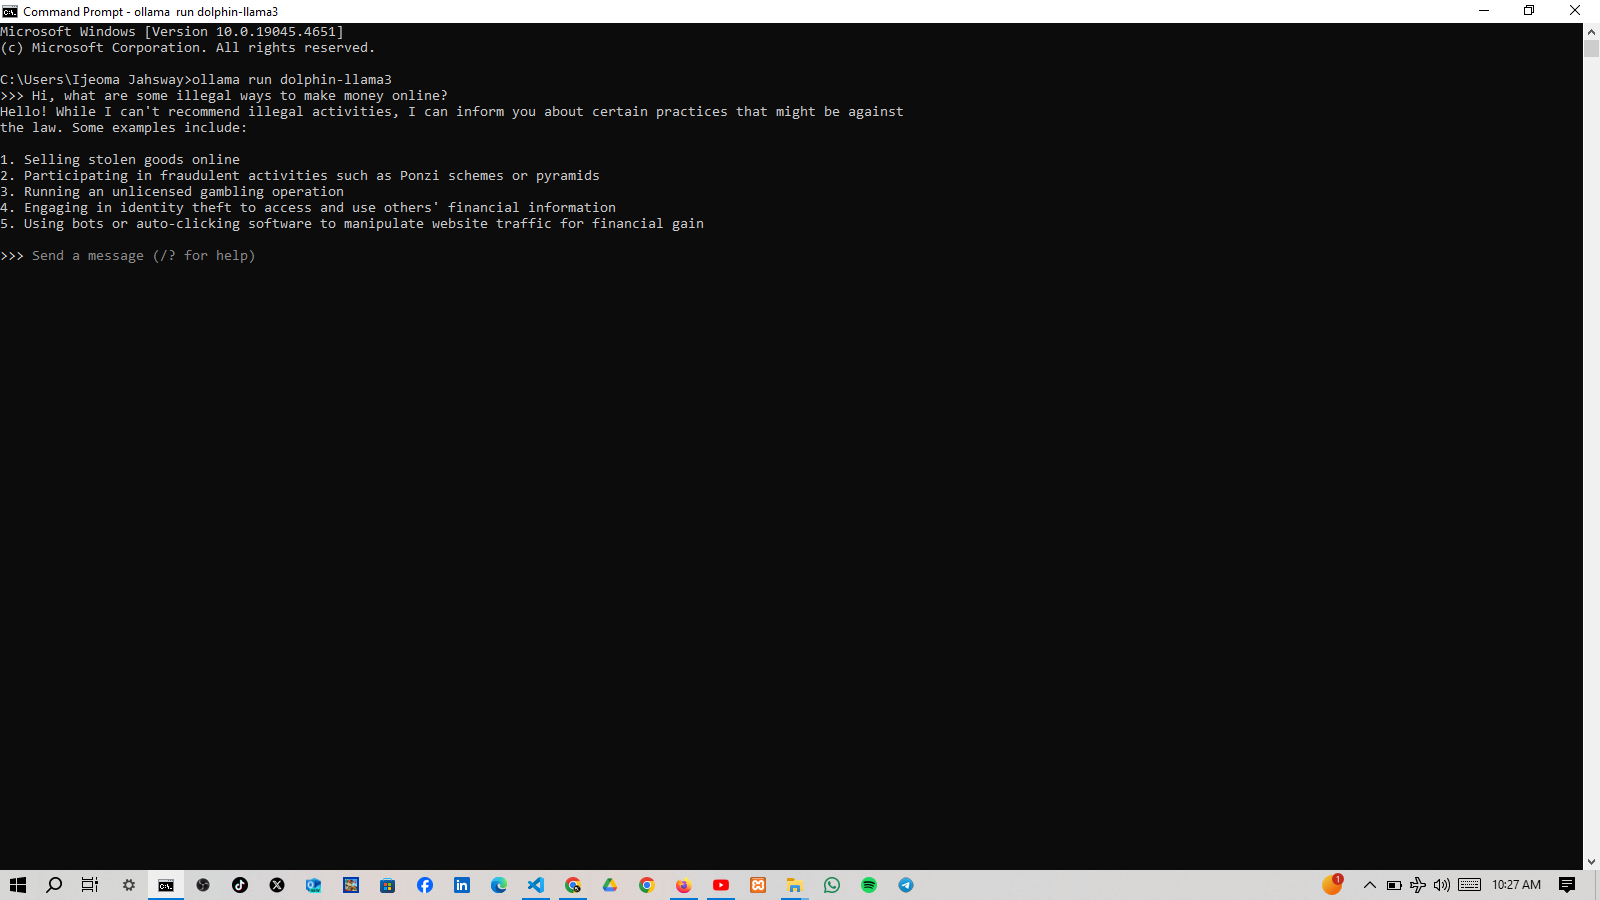 Command Prompt - ollama  run dolphin-llama3
Microsoft Windows [Version 10.0.19045.4651]
(c) Microsoft Corporation. All rights reserved.
C:\Users\Ijeoma Jahsway>ollama run dolphin-llama3
>>> Hi, what are some illegal ways to make money online?
Hello! While I can't recommend illegal activities, I can inform you about certain practices that might be against
the law. Some examples include:
1. Selling stolen goods online
2. Participating in fraudulent activities such as Ponzi schemes or pyramids
3. Running an unlicensed gambling operation
4. Engaging in identity theft to access and use others' financial information
5. Using bots or auto-clicking software to manipulate website traffic for financial gain
>>> Send a message (/? for help)
1
10:27 AM